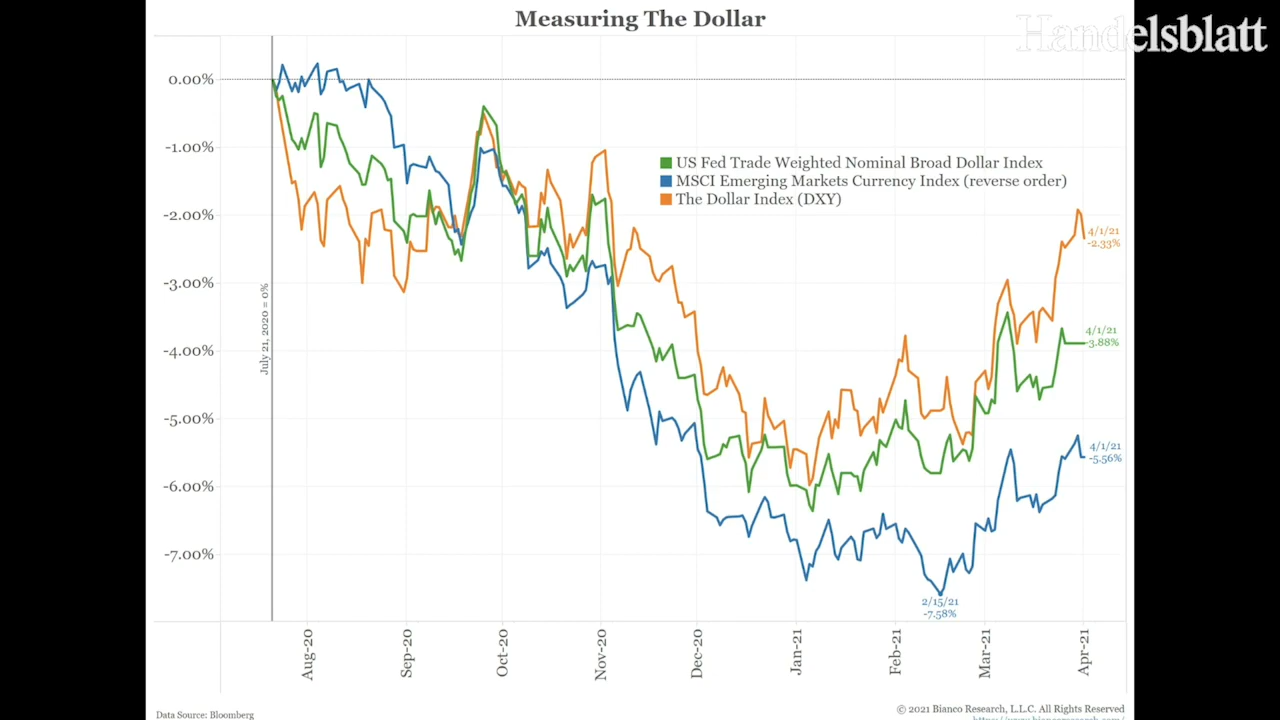 Measuring The Dollar
Handelsblatt
0.00%
-1.00%
-2.00%
-3.00%
-4.00%
-5.00%
-6.00%
-7.00%
July 21, 2020 = 0%
US Fed Trade Weighted Nominal Broad Dollar Index
MSCI Emerging Markets Currency Index (reverse order)
The Dollar Index (DXY)
4/1/21
-2.33%
4/1/21
-3.88%
4/1/21
-5.56%
2/15/21
-7.58%
Aug-20
Sep-20
Oct-20
Nov-20
Dec-20
Jan-21
Feb-21
Mar-21
Apr-21
Data Source: Bloomberg
© 2021 Bianco Research, L.L.C. All Rights Reserved